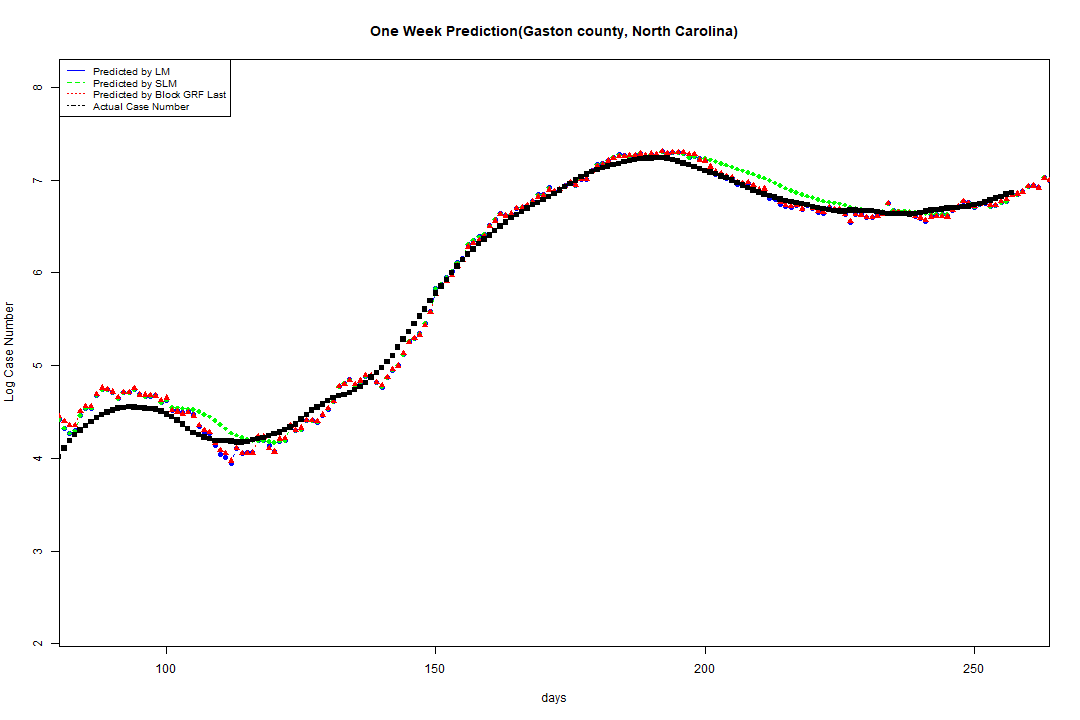 One Week Prediction(Gaston county, North Carolina)
Predicted by LM
Predicted by SLM
Predicted by Block GRF Last
Actual Case Number
8
7
6
5
4
3
2
Log Case Number
100 150 200 250
days